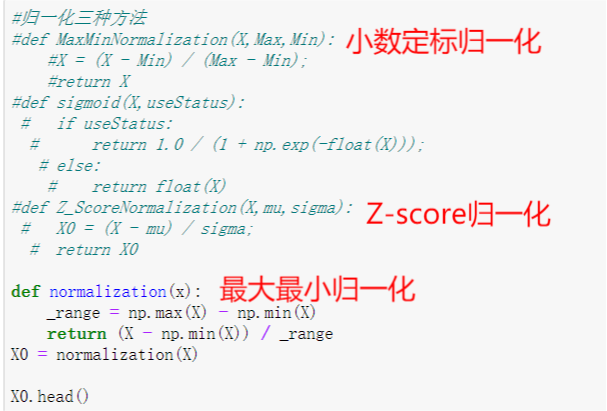 #归一化三种方法
#def MaxMinNormalization(X,Max,Min): 小数定标归一化
    #X = (X - Min) / (Max - Min);
    #return X
#def sigmoid(X,useStatus):
 #   if useStatus:
  #      return 1.0 / (1 + np.exp(-float(X)));
   # else:
    #    return float(X)
#def Z_ScoreNormalization(X,mu,sigma): Z-score归一化
 #   X0 = (X - mu) / sigma;
  #  return X0
def normalization(x): 最大最小归一化
    _range = np.max(X) - np.min(X)
    return (X - np.min(X)) / _range
X0 = normalization(X)
X0.head()